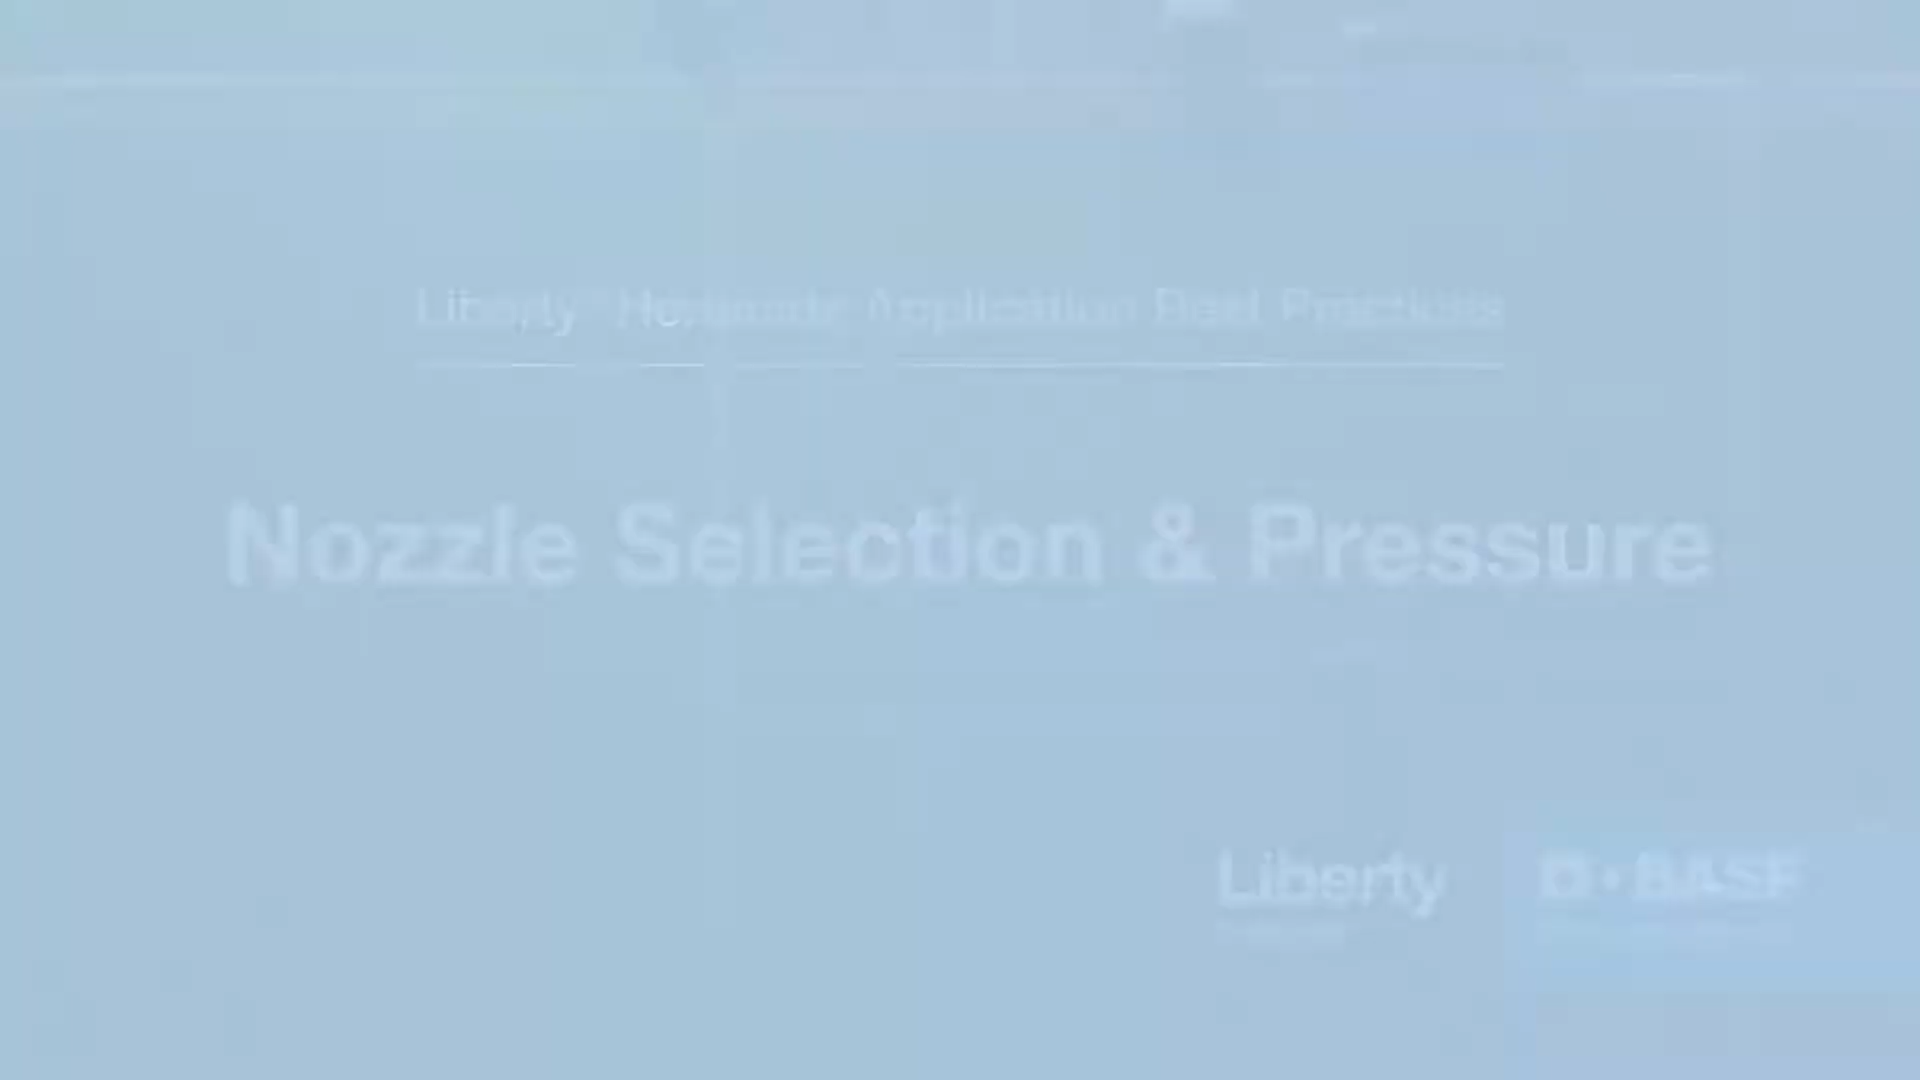 Liberty® Herbicide Application Best Practices
Nozzle Selection & Pressure
Liberty
BASF